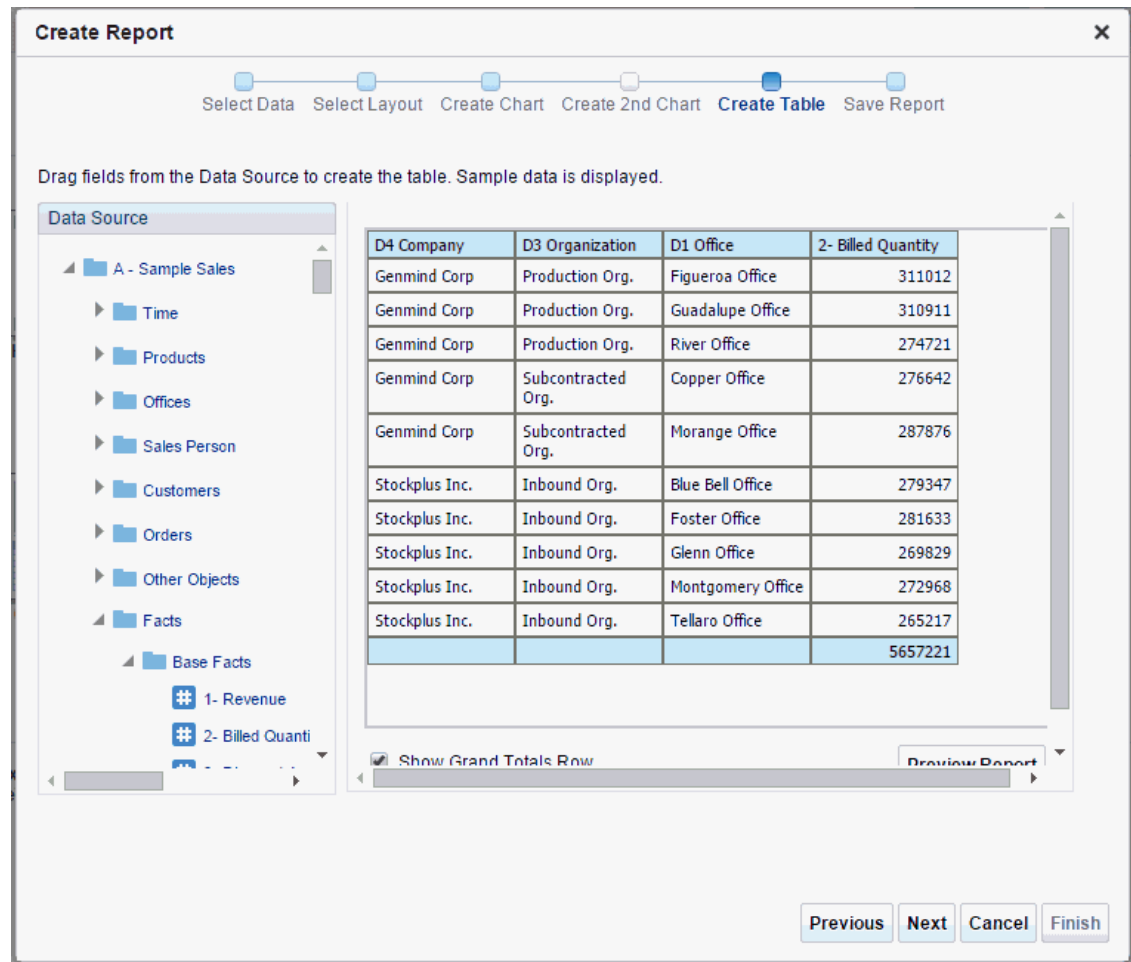 Create Report
Select Data Select Layout Create Chart Create 2nd Chart Create Table Save Report
Drag fields from the Data Source to create the table. Sample data is displayed.
Data Source
A - Sample Sales
Time
Products
Offices
Sales Person
Customers
Orders
Other Objects
Facts
Base Facts
1- Revenue
2- Billed Quanti
D4 Company D3 Organization D1 Office 2- Billed Quantity
Genmind Corp Production Org. Figueroa Office 311012
Genmind Corp Production Org. Guadalupe Office 310911
Genmind Corp Production Org. River Office 274721
Genmind Corp Subcontracted Copper Office 276642
Org.
Genmind Corp Subcontracted Morange Office 287876
Org.
Stockplus Inc. Inbound Org. Blue Bell Office 279347
Stockplus Inc. Inbound Org. Foster Office 281633
Stockplus Inc. Inbound Org. Glenn Office 269829
Stockplus Inc. Inbound Org. Montgomery Office 272968
Stockplus Inc. Inbound Org. Tellaro Office 265217
5657221
Show Grand Totals Row Preview Report
Previous Next Cancel Finish